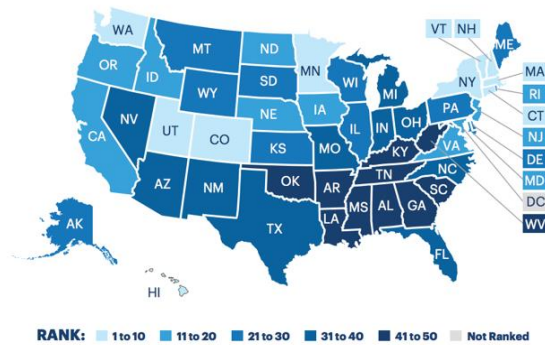 WA
VT NH
ME
MT
ND
MN
OR
ID
SD
WI
MI
NY
MA
RI
WY
CT
IA
PA
NJ
NE
NV
IL
IN
OH
DE
UT
CO
VA
CA
KS
MO
KY
MD
NC
DC
TN
AZ
NM
OK
AR
SC
WV
MS
AL
GA
TX
LA
AK
FL
HI
RANK: 1 to 10 11 to 20 21 to 30 31 to 40 41 to 50 Not Ranked